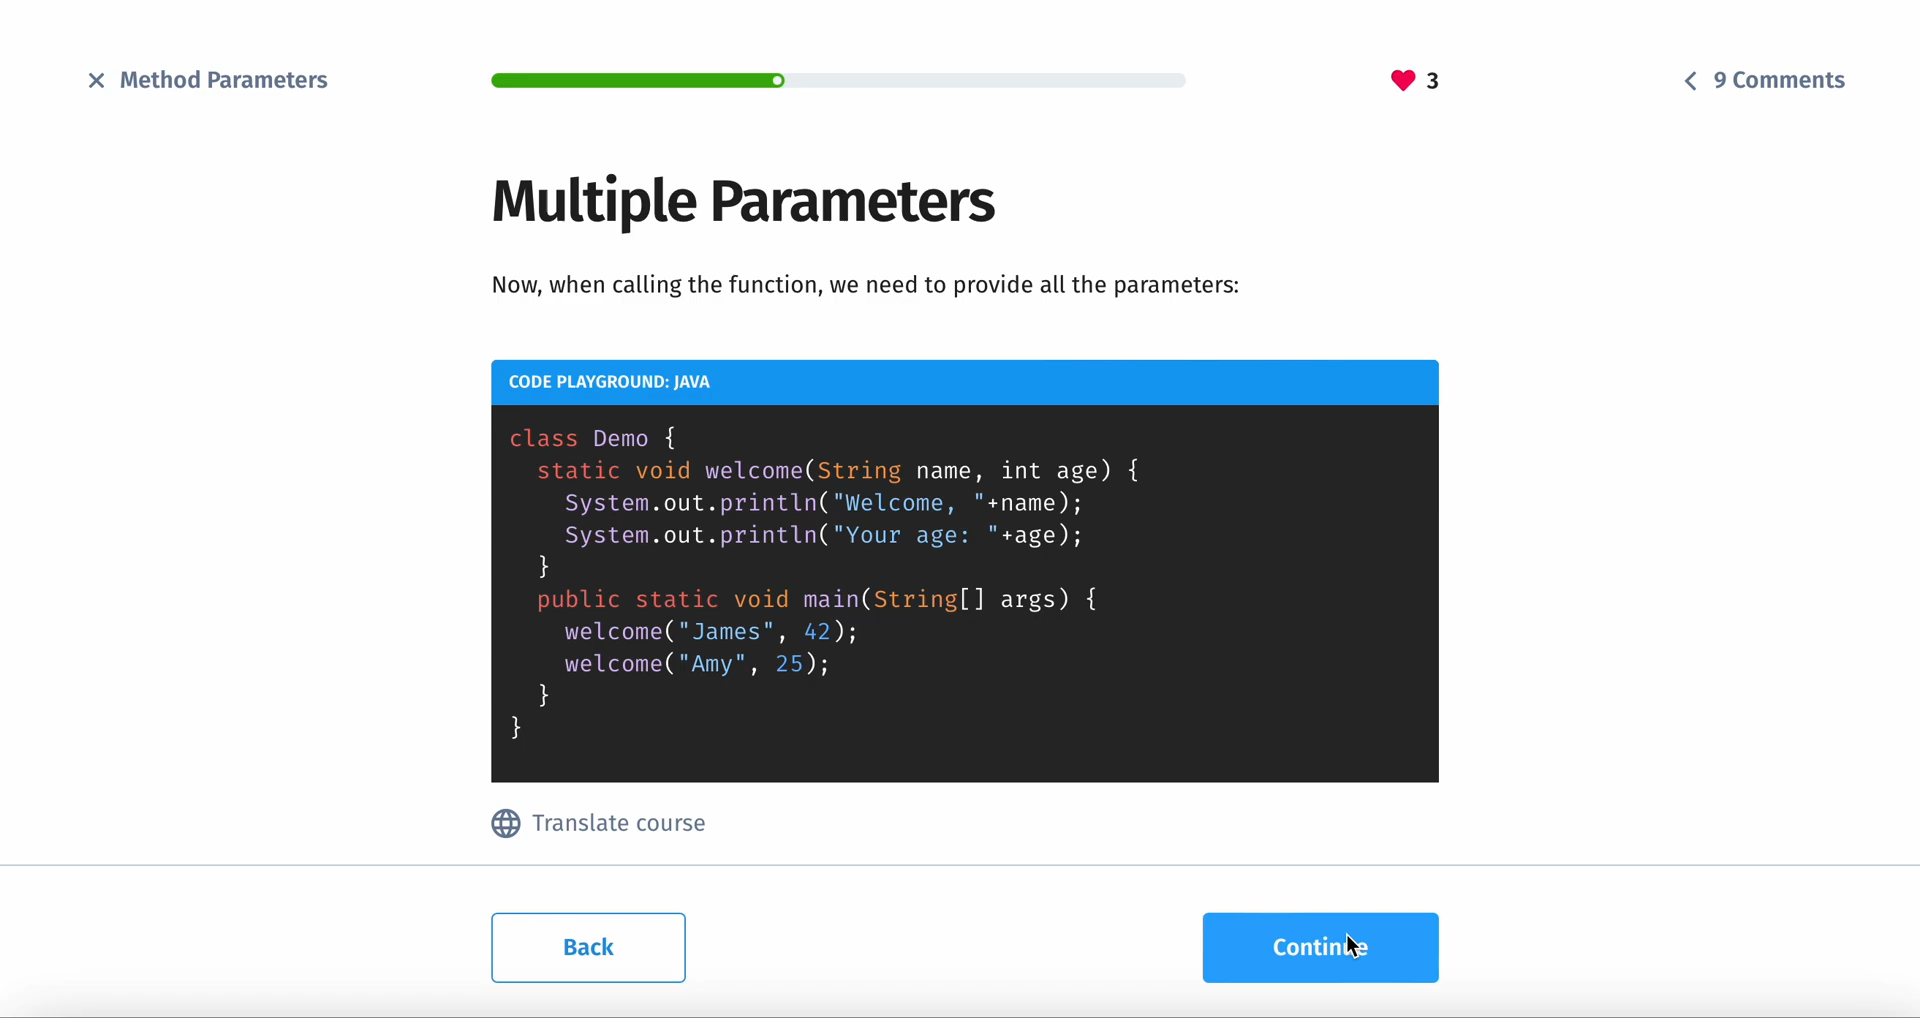 Method Parameters
3
9 Comments
Multiple Parameters
Now, when calling the function, we need to provide all the parameters:
CODE PLAYGROUND: JAVA
class Demo {
  static void welcome(String name, int age) {
    System.out.println("Welcome, "+name);
    System.out.println("Your age: "+age);
  }
  public static void main(String[] args) {
    welcome("James", 42);
    welcome("Amy", 25);
  }
}
Translate course
Back
Continue